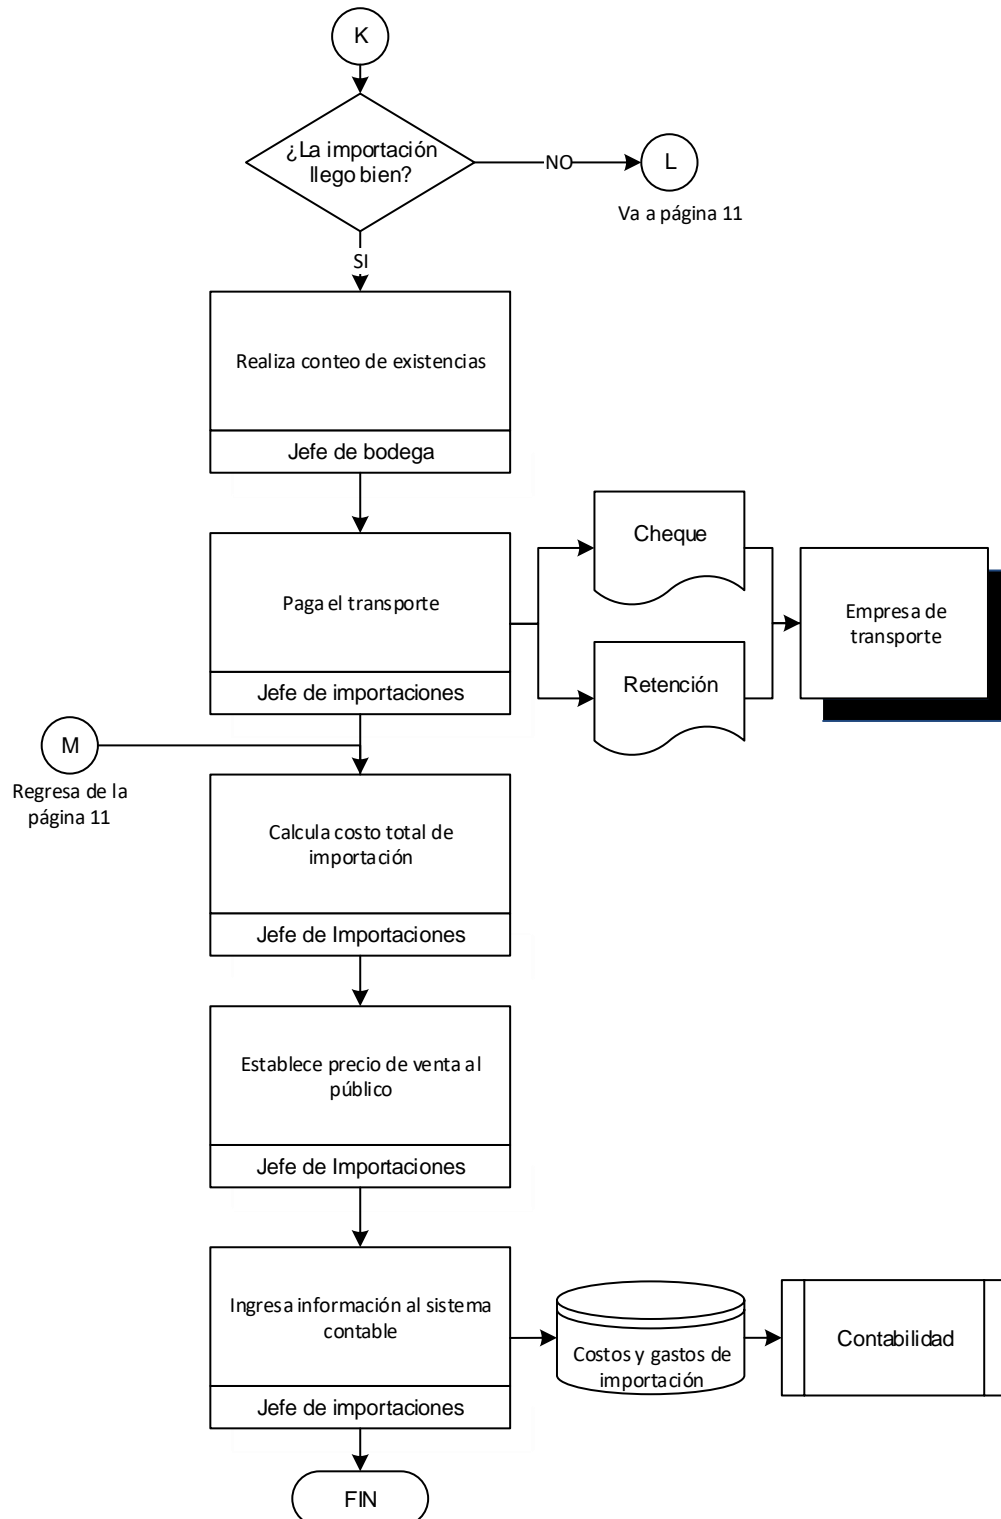 K
¿La importación
llego bien?
NO
L
Va a página 11
SI
Realiza conteo de existencias
Jefe de bodega
Cheque
Paga el transporte
Empresa de
transporte
Retención
Jefe de importaciones
M
Regresa de la
página 11
Calcula costo total de
importación
Jefe de Importaciones
Establece precio de venta al
público
Jefe de Importaciones
Ingresa información al sistema
contable
Costos y gastos de
importación
Contabilidad
Jefe de importaciones
FIN